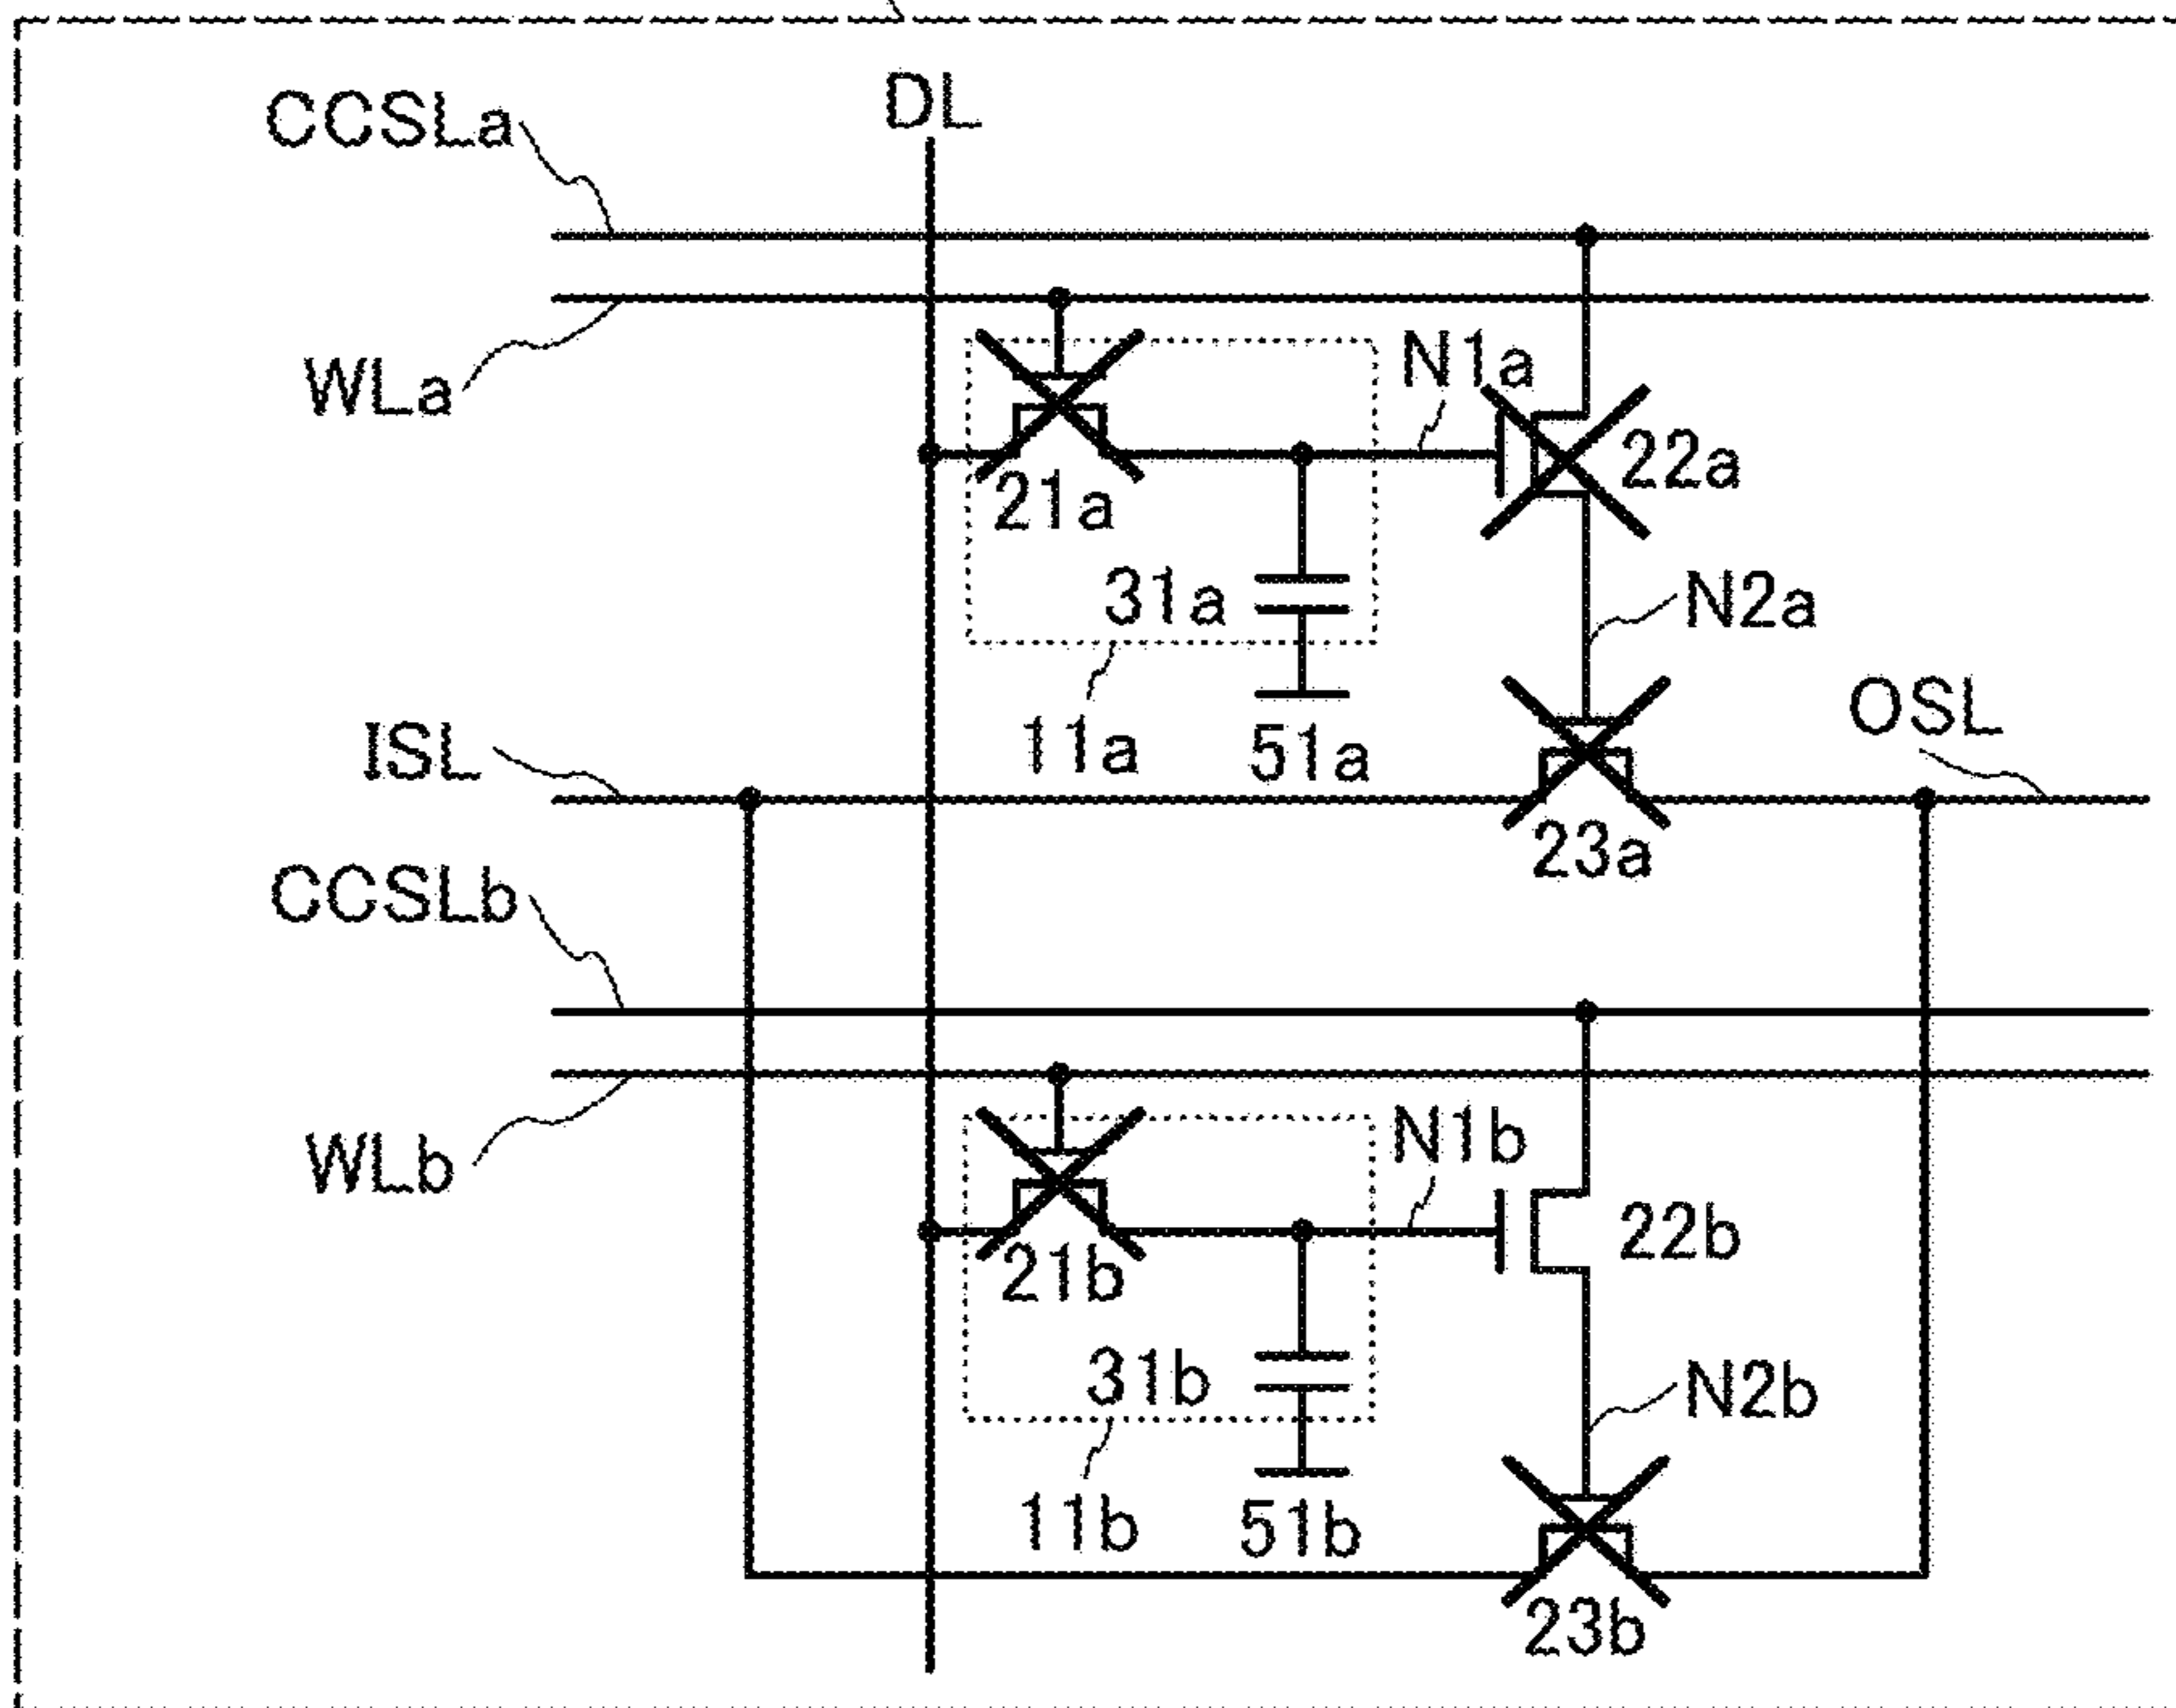 DL
CCSLa
WLa
N1a
22a
21a
31a
N2a
OSL
ISL
11a
51a
23a
CCSLb
WLb
N1b
22b
21b
31b
N2b
11b
51b
23b